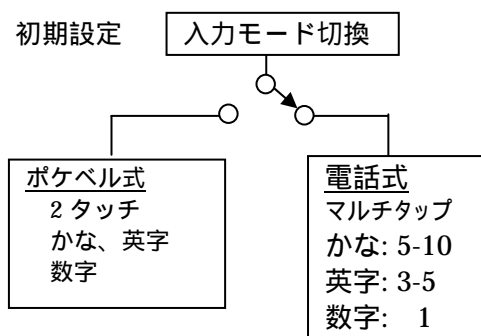 初期設定
入力モード切換
ポケベル式
2 タッチ
かな、英字
数字
電話式
マルチタップ
かな: 5-10
英字: 3-5
数字: 1